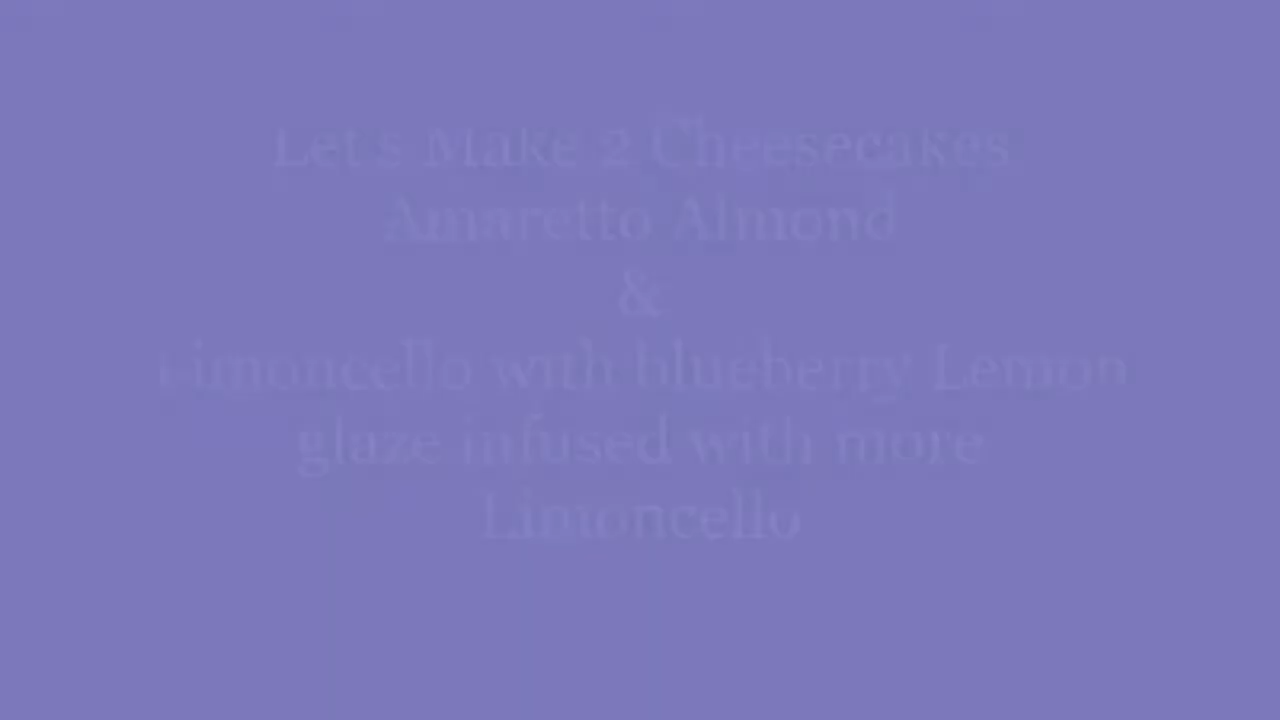 Let's Make 2 Cheesecakes
Amaretto Almond
&
Limoncello with blueberry Lemon
glaze infused with more
Limoncello